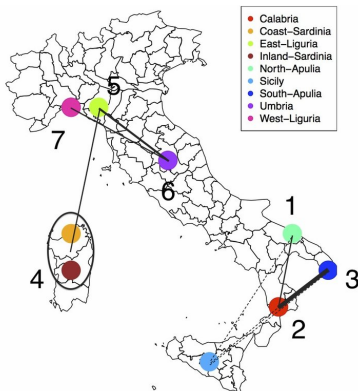 Calabria
Coast-Sardinia
East-Liguria
Inland-Sardinia
North-Apulia
Sicily
South-Apulia
Umbria
West-Liguria
5
7
6
1
4
3
2